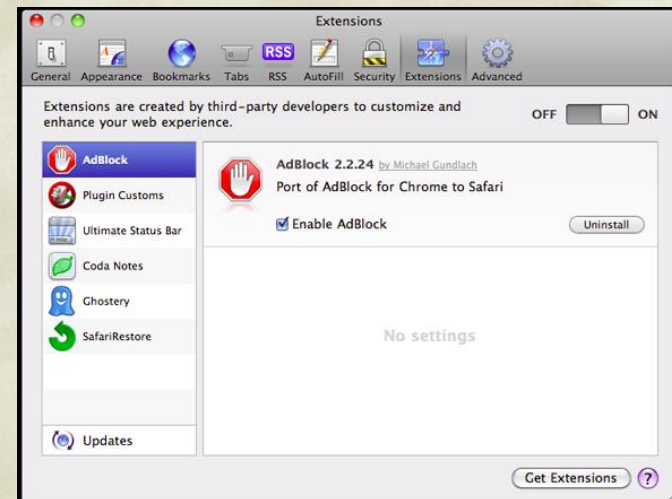 Extensions
General Appearance Bookmarks Tabs RSS AutoFill Security Extensions Advanced
Extensions are created by third-party developers to customize and
enhance your web experience.
OFF ON
AdBlock
Plugin Customs
Ultimate Status Bar
Coda Notes
Ghostery
SafariRestore
Updates
AdBlock 2.2.24 by Michael Gundlach
Port of AdBlock for Chrome to Safari
Enable AdBlock
Uninstall
No settings
Get Extensions ?